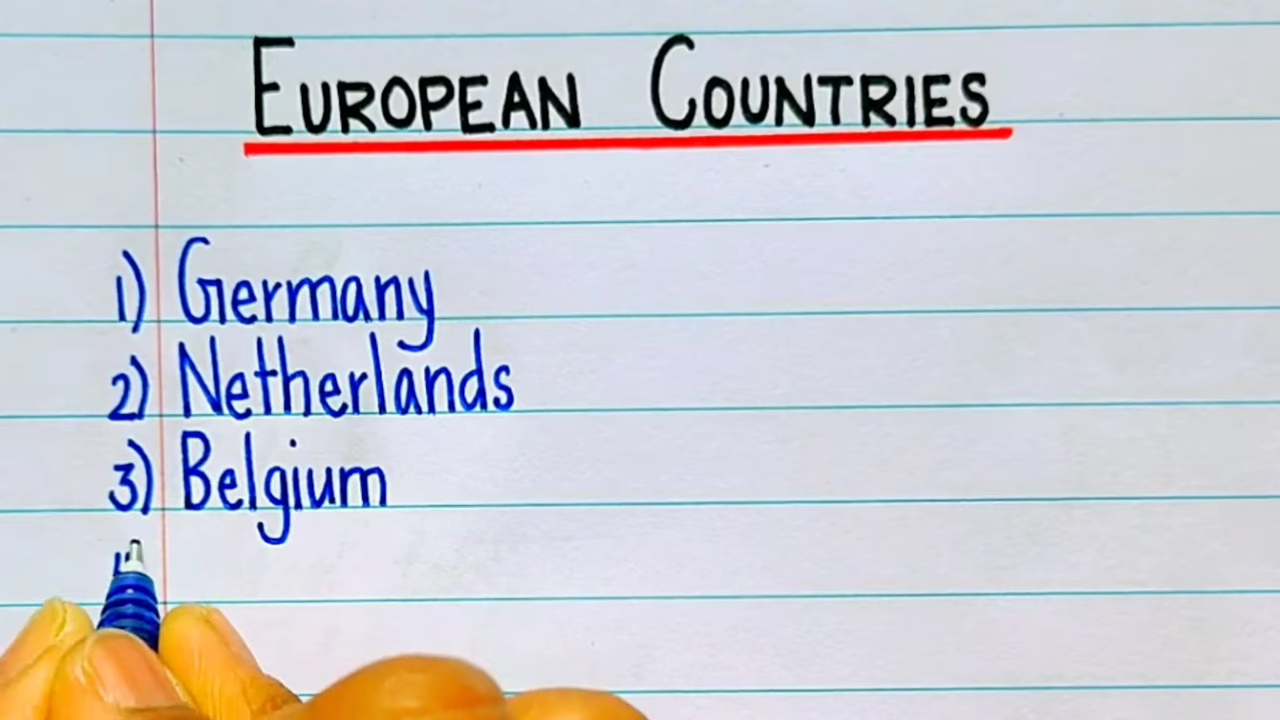 EUROPEAN COUNTRIES
1) Germany
2) Netherlands
3) Belgium